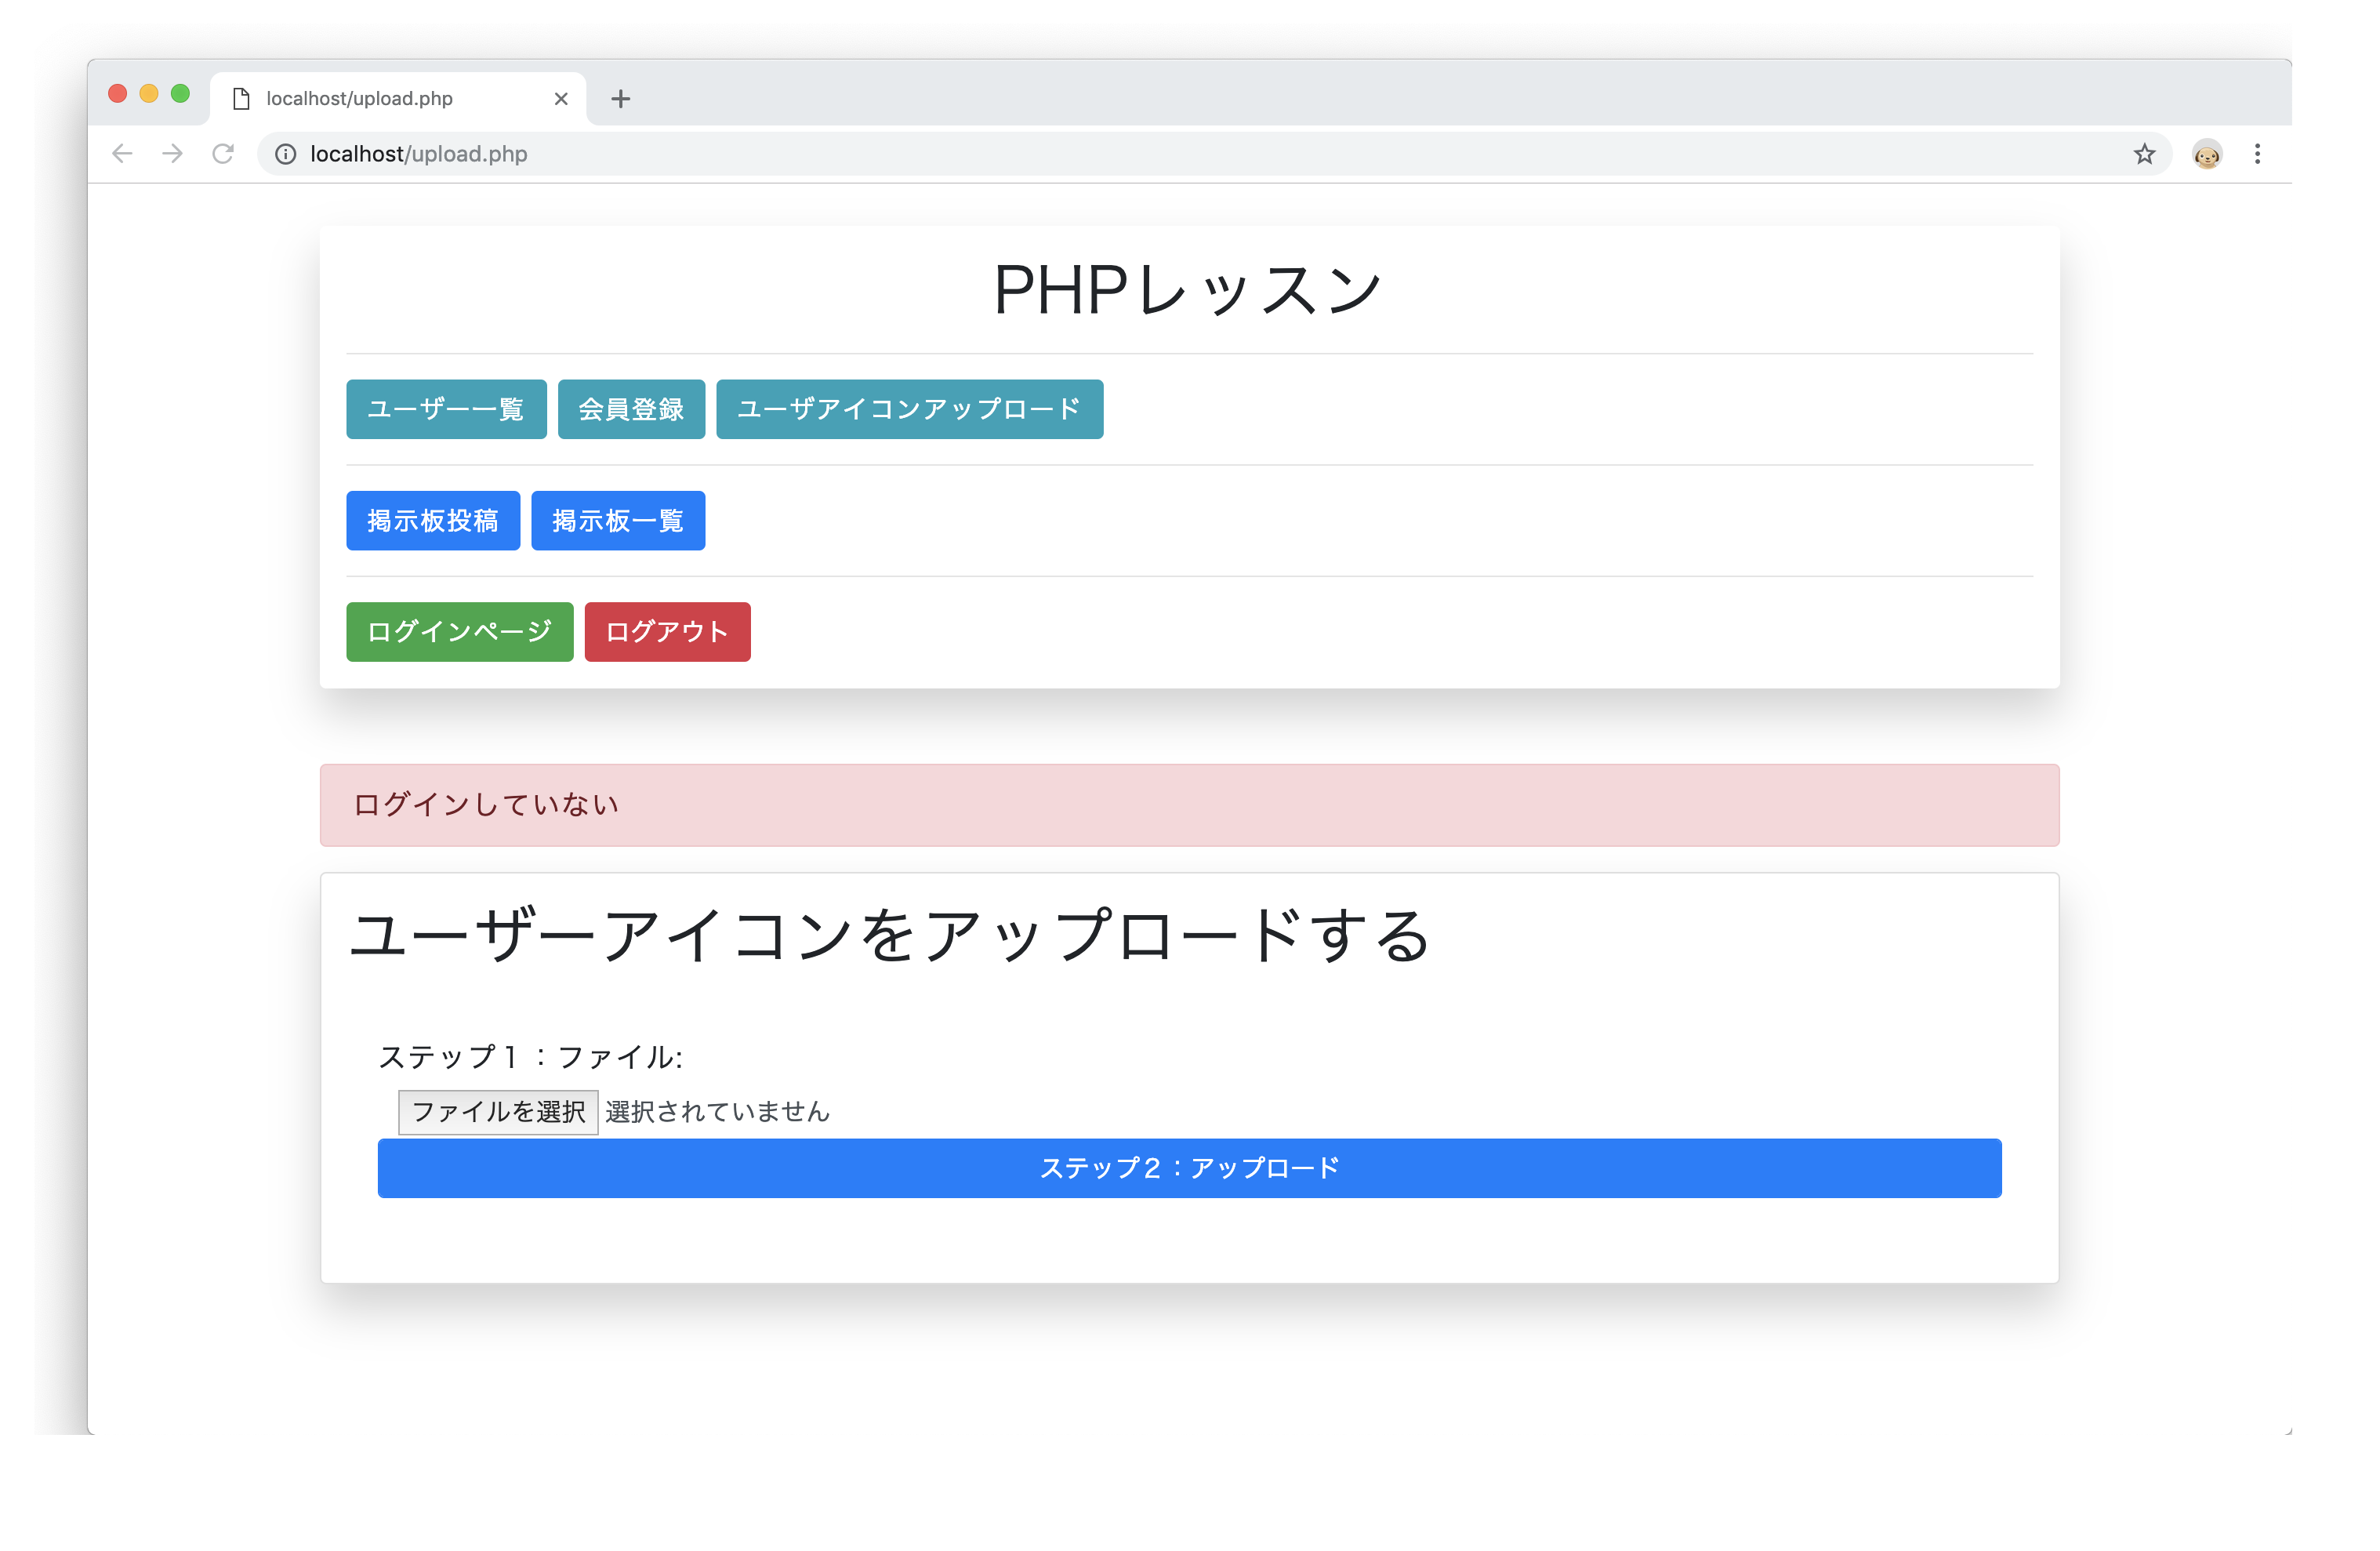 localhost/upload.php
localhost/upload.php
PHPレッスン
ユーザー一覧 会員登録 ユーザアイコンアップロード
掲示板投稿 掲示板一覧
ログインページ ログアウト
ログインしていない
ユーザーアイコンをアップロードする
ステップ１：ファイル:
ファイルを選択 選択されていません
ステップ２：アップロード